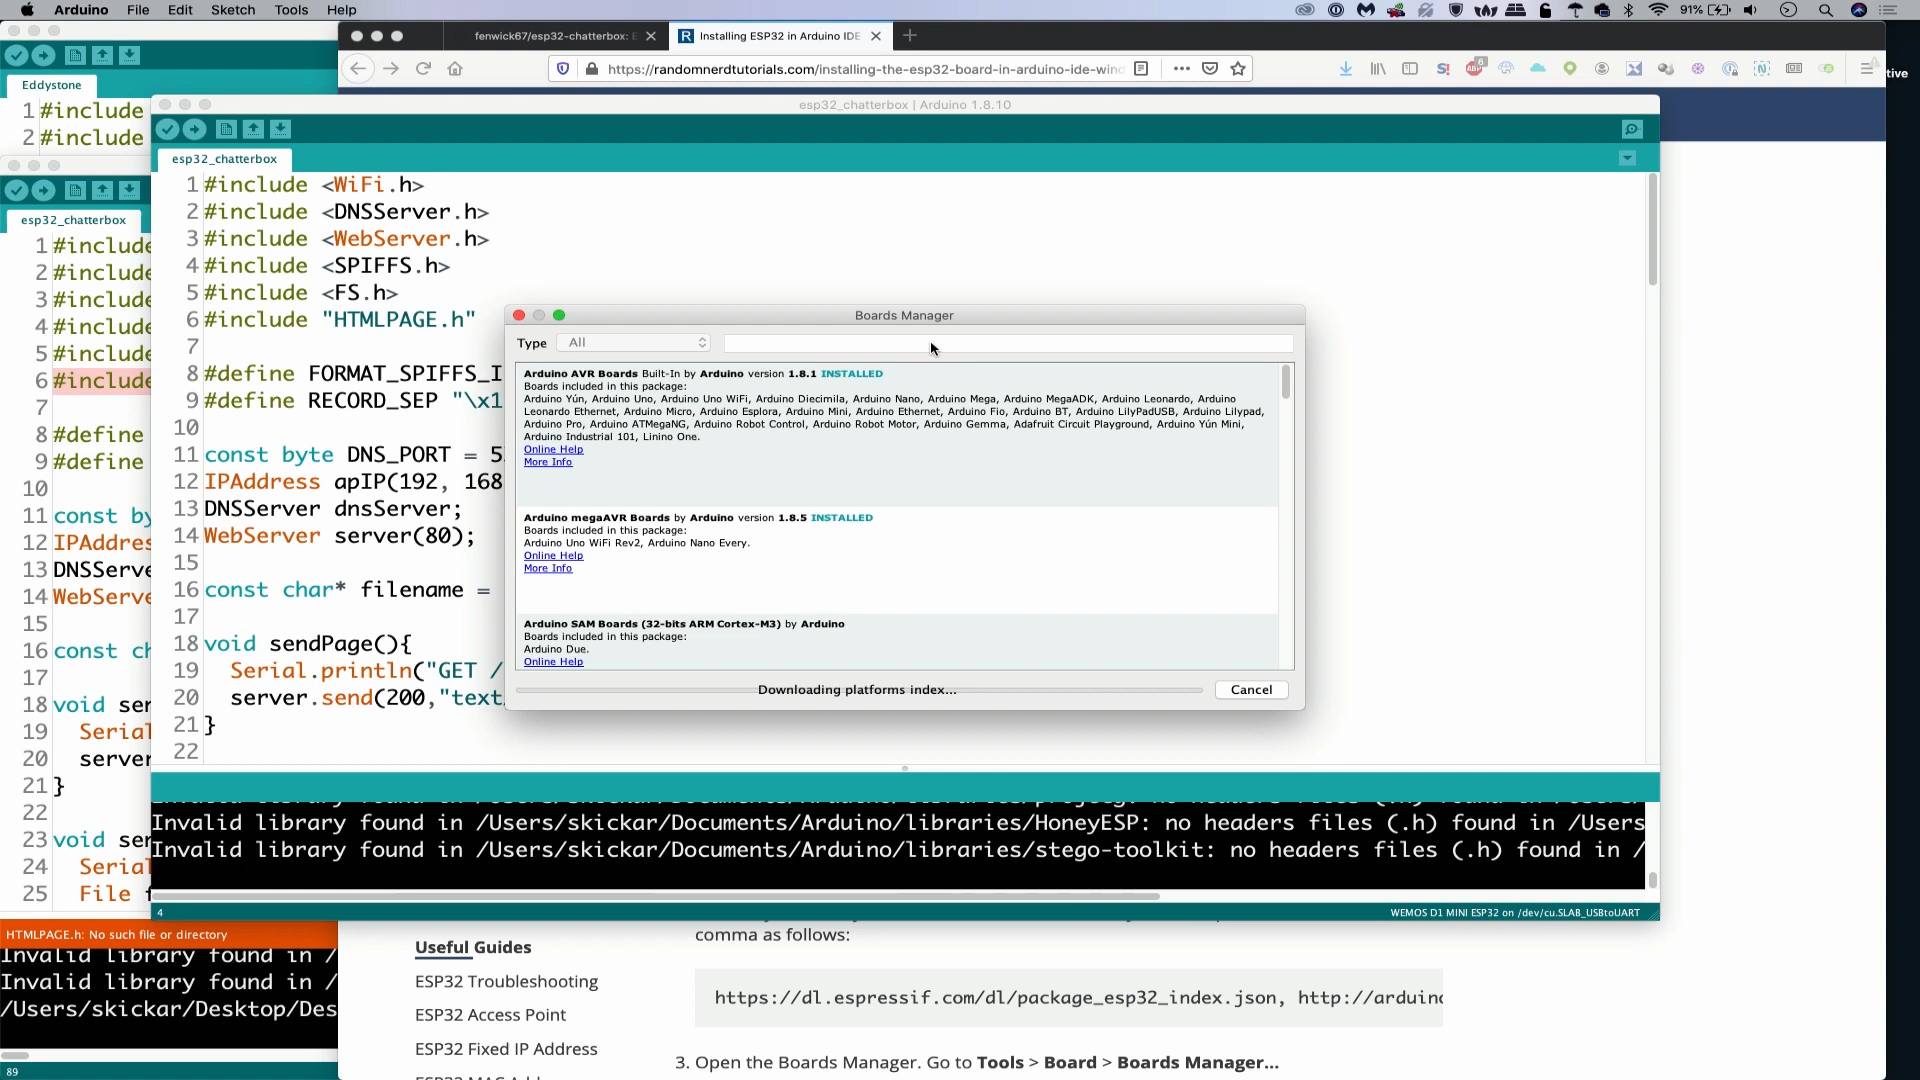 Arduino File Edit Sketch Tools Help
91%
fenwick67/esp32-chatterbox: E
Installing ESP32 in Arduino IDE
https://randomnerdtutorials.com/installing-the-esp32-board-in-arduino-ide-wind
tive
Eddystone
1 #include
2 #include
esp32_chatterbox
1 #include
2 #include
3 #include
4 #include
5 #include
6 #include
7
8 #define
9 #define
10
11 const by
12 IPAddres
13 DNSServe
14 WebServe
15
16 const ch
17
18 void ser
19 Serial
20 server
21 }
22
23 void ser
24 Serial
25 File f
HTMLPAGE.h: No such file or directory
Invalid library found in /
Invalid library found in /
/Users/skickar/Desktop/Des
89
esp32_chatterbox | Arduino 1.8.10
esp32_chatterbox
1 #include <WiFi.h>
2 #include <DNSServer.h>
3 #include <WebServer.h>
4 #include <SPIFFS.h>
5 #include <FS.h>
6 #include "HTMLPAGE.h"
7
8 #define FORMAT_SPIFFS_I
9 #define RECORD_SEP "\x1
10
11 const byte DNS_PORT = 5
12 IPAddress apIP(192, 168
13 DNSServer dnsServer;
14 WebServer server(80);
15
16 const char* filename =
17
18 void sendPage(){
19 Serial.println("GET /
20 server.send(200,"text
21 }
22
Boards Manager
Type All
Arduino AVR Boards Built-In by Arduino version 1.8.1 INSTALLED
Boards included in this package:
Arduino Yún, Arduino Uno, Arduino Uno WiFi, Arduino Diecimila, Arduino Nano, Arduino Mega, Arduino MegaADK, Arduino Leonardo, Arduino
Leonardo Ethernet, Arduino Micro, Arduino Esplora, Arduino Mini, Arduino Ethernet, Arduino Fio, Arduino BT, Arduino LilyPadUSB, Arduino Lilypad,
Arduino Pro, Arduino ATMegaNG, Arduino Robot Control, Arduino Robot Motor, Arduino Gemma, Adafruit Circuit Playground, Arduino Yún Mini,
Arduino Industrial 101, Linino One.
Online Help
More Info
Arduino megaAVR Boards by Arduino version 1.8.5 INSTALLED
Boards included in this package:
Arduino Uno WiFi Rev2, Arduino Nano Every.
Online Help
More Info
Arduino SAM Boards (32-bits ARM Cortex-M3) by Arduino
Boards included in this package:
Arduino Due.
Online Help
Downloading platforms index...
Cancel
Invalid library found in /Users/skickar/Documents/Arduino/libraries/HoneyESP: no headers files (.h) found in /Users
Invalid library found in /Users/skickar/Documents/Arduino/libraries/stego-toolkit: no headers files (.h) found in /
4
WEMOS D1 MINI ESP32 on /dev/cu.SLAB_USBtoUART
Useful Guides
ESP32 Troubleshooting
ESP32 Access Point
ESP32 Fixed IP Address
comma as follows:
https://dl.espressif.com/dl/package_esp32_index.json, http://arduino
3. Open the Boards Manager. Go to Tools > Board > Boards Manager...